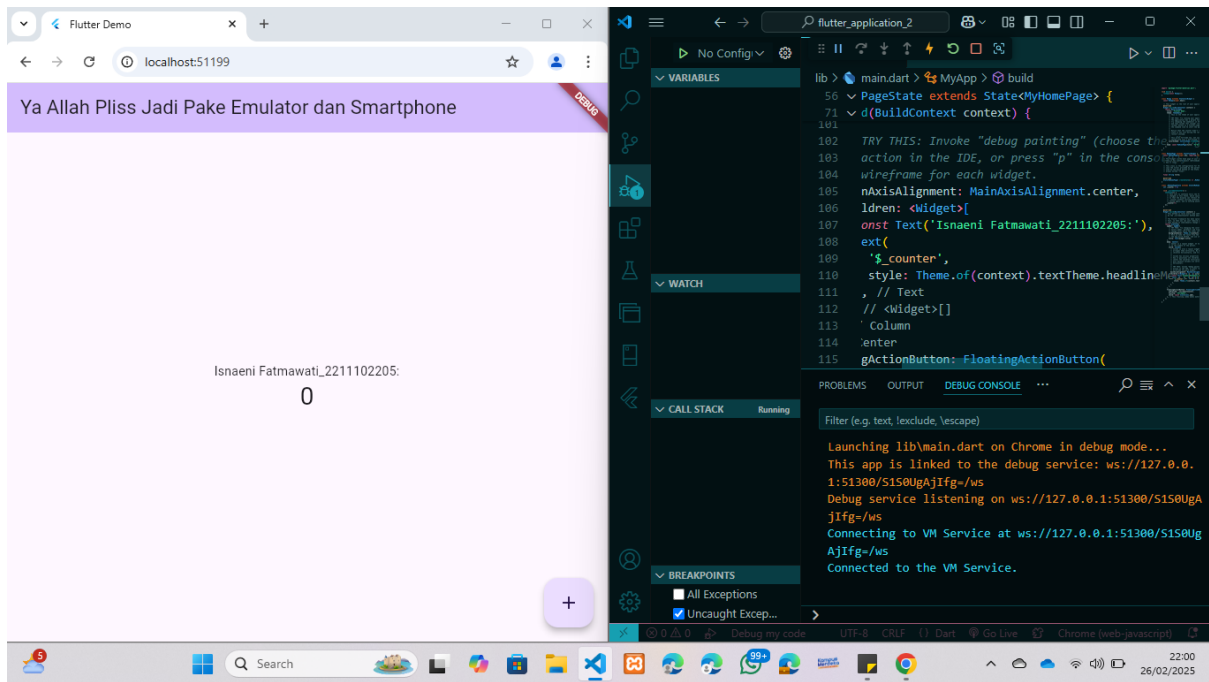 Flutter Demo
localhost:51199
Ya Allah Pliss Jadi Pake Emulator dan Smartphone
DEBUG
Isnaeni Fatmawati_2211102205:
0
+
flutter_application_2
No Config
VARIABLES
WATCH
CALL STACK
Running
BREAKPOINTS
All Exceptions
Uncaught Excep...
1
lib > main.dart > MyApp > build
56 PageState extends State<MyHomePage> {
71 d(BuildContext context) {
101
102 TRY THIS: Invoke "debug painting" (choose the
103 action in the IDE, or press "p" in the conso
104 wireframe for each widget.
105 nAxisAlignment: MainAxisAlignment.center,
106 ldren: <Widget>[
107 onst Text('Isnaeni Fatmawati_2211102205:'),
108 ext(
109 '$_counter',
110 style: Theme.of(context).textTheme.headlineMedium
111 , // Text
112 // <Widget>[]
113 Column
114 enter
115 gActionButton: FloatingActionButton(
PROBLEMS OUTPUT DEBUG CONSOLE ...
Filter (e.g. text, !exclude, \escape)
Launching lib\main.dart on Chrome in debug mode...
This app is linked to the debug service: ws://127.0.0.
1:51300/S1S0UgAjIfg=/ws
Debug service listening on ws://127.0.0.1:51300/S1S0UgA
jIfg=/ws
Connecting to VM Service at ws://127.0.0.1:51300/S1S0Ug
AjIfg=/ws
Connected to the VM Service.
0 0 Debug my code UTF-8 CRLF {} Dart Go Live Chrome (web-javascript)
5
Search
99+
22:00
26/02/2025